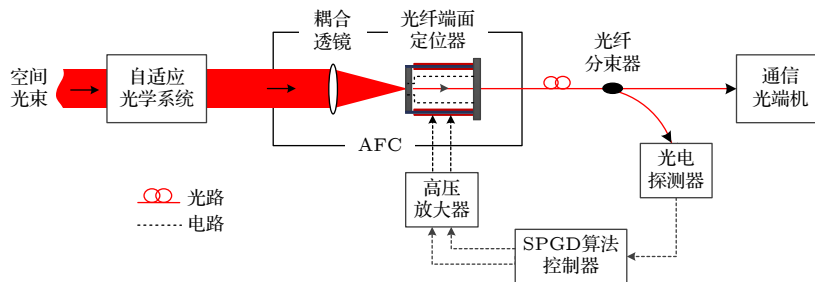 空间
光束
自适应
光学系统
耦合
透镜
光纤端面
定位器
AFC
光纤
分束器
通信
光端机
光电
探测器
高压
放大器
SPGD算法
控制器
光路
电路